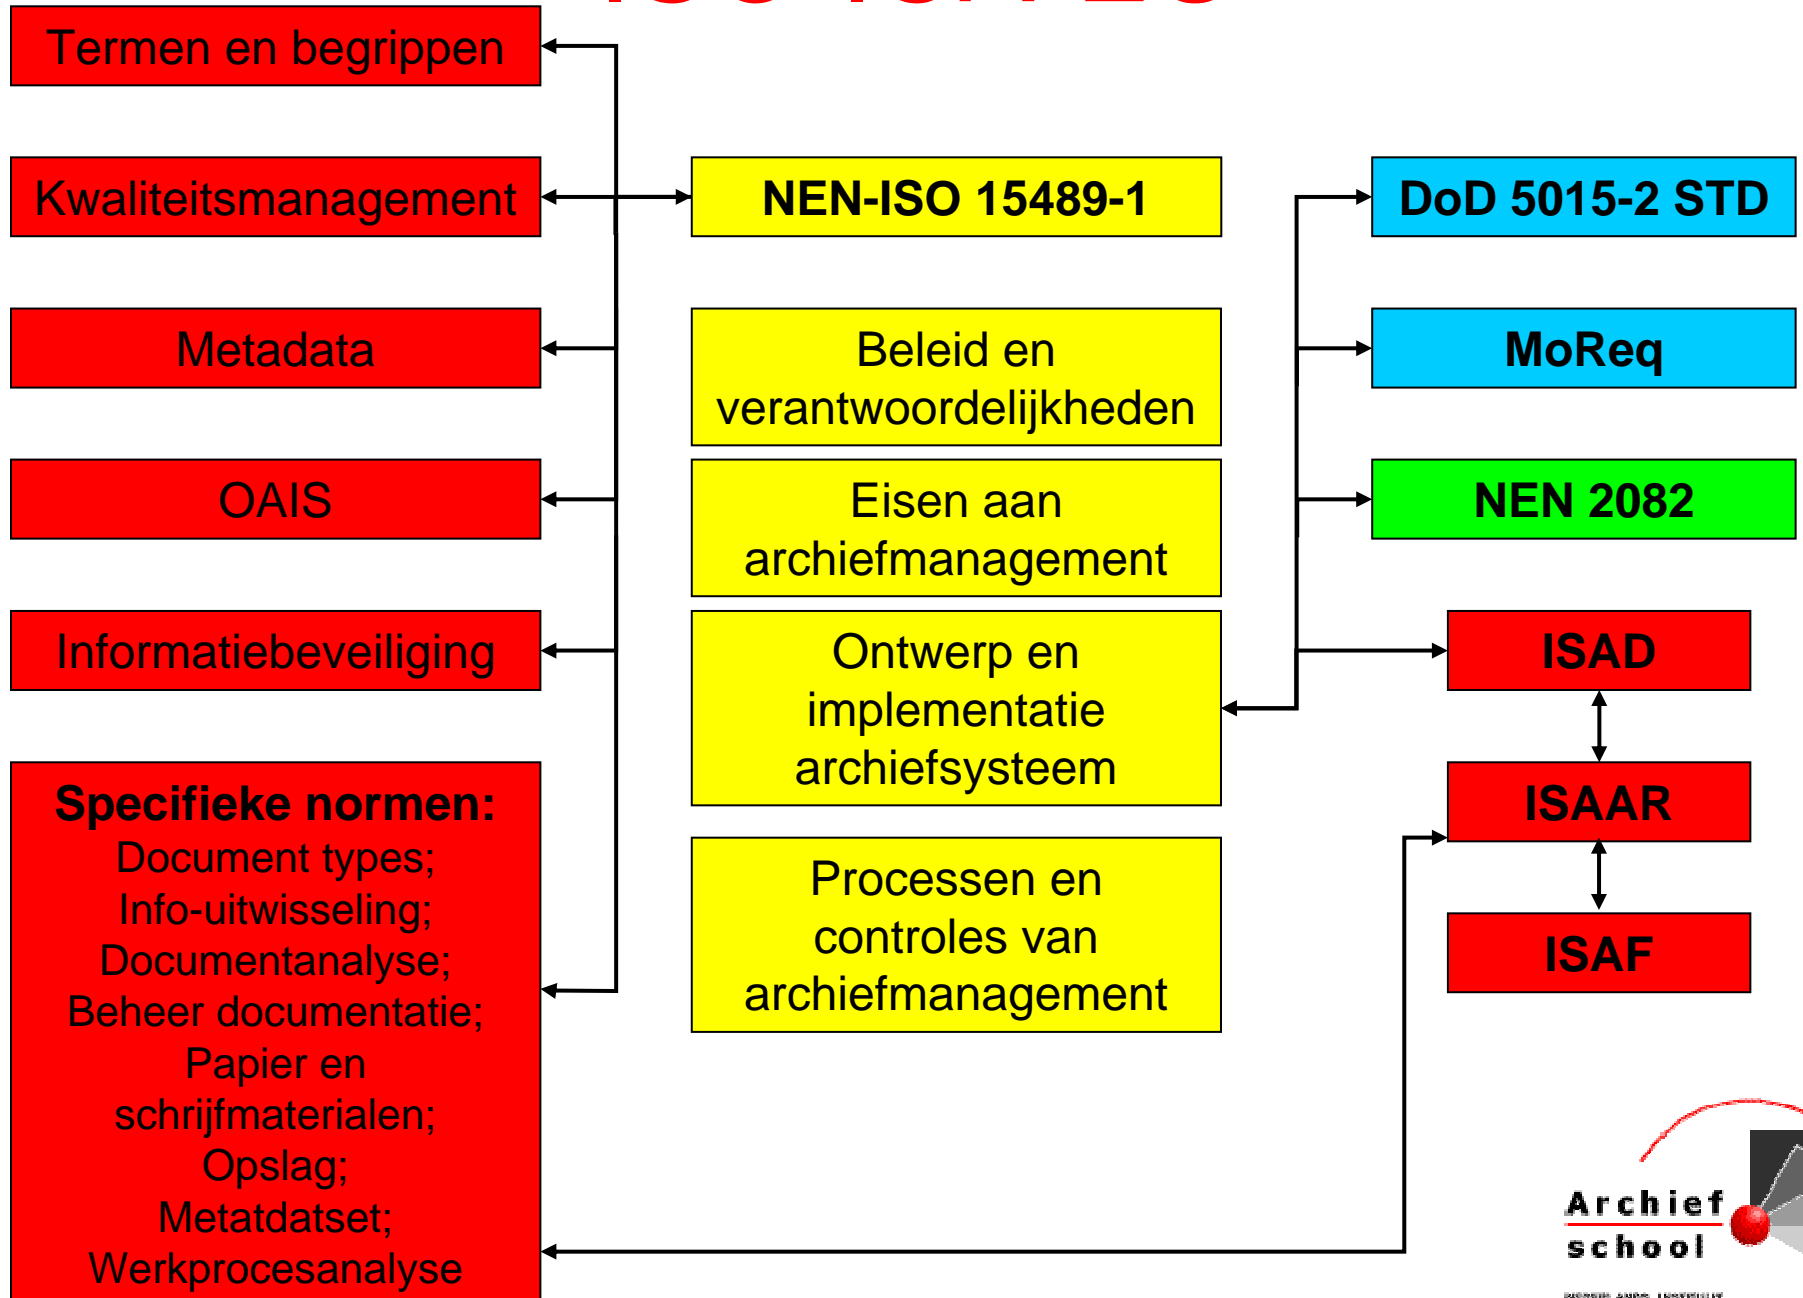 Termen en begrippen
Kwaliteitsmanagement
Metadata
OAIS
Informatiebeveiliging
Specifieke normen:
Document types;
Info-uitwisseling;
Documentanalyse;
Beheer documentatie;
Papier en
schrijfmaterialen;
Opslag;
Metatdatset;
Werkprocesanalyse
NEN-ISO 15489-1
Beleid en
verantwoordelijkheden
Eisen aan
archiefmanagement
Ontwerp en
implementatie
archiefsysteem
Processen en
controles van
archiefmanagement
DoD 5015-2 STD
MoReq
NEN 2082
ISAD
ISAAR
ISAF
Archief
school